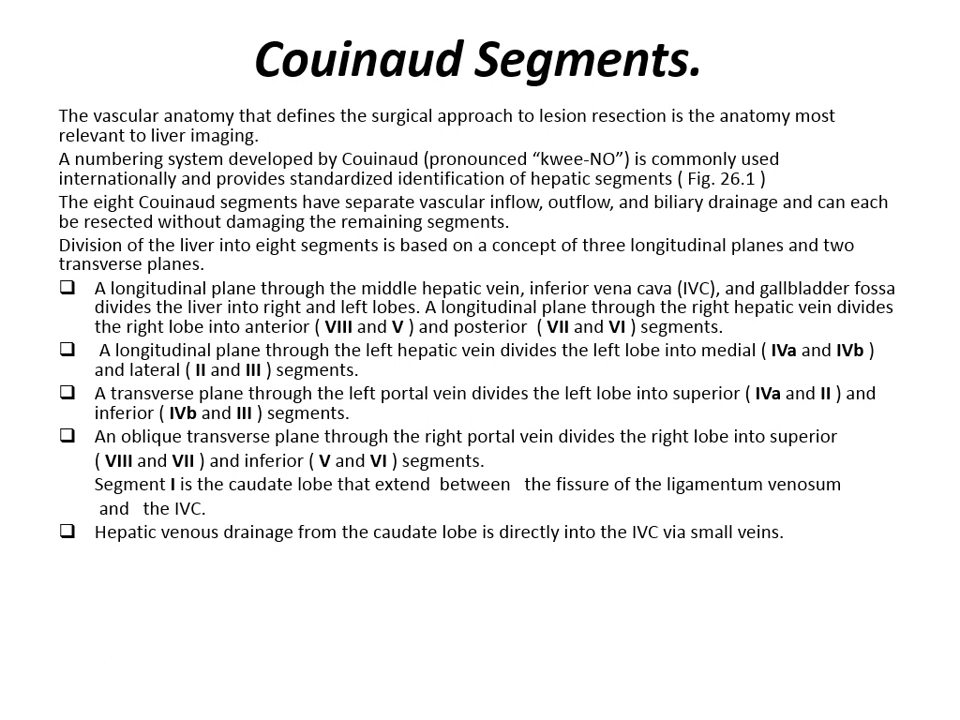 Couinaud Segments.
The vascular anatomy that defines the surgical approach to lesion resection is the anatomy most
relevant to liver imaging.
A numbering system developed by Couinaud (pronounced “kwee-NO”) is commonly used
internationally and provides standardized identification of hepatic segments ( Fig. 26.1 )
The eight Couinaud segments have separate vascular inflow, outflow, and biliary drainage and can each
be resected without damaging the remaining segments.
Division of the liver into eight segments is based on a concept of three longitudinal planes and two
transverse planes.
❑ A longitudinal plane through the middle hepatic vein, inferior vena cava (IVC), and gallbladder fossa
divides the liver into right and left lobes. A longitudinal plane through the right hepatic vein divides
the right lobe into anterior ( VIII and V ) and posterior ( VII and VI ) segments.
❑ A longitudinal plane through the left hepatic vein divides the left lobe into medial ( IVa and IVb )
and lateral ( II and III ) segments.
❑ A transverse plane through the left portal vein divides the left lobe into superior ( IVa and II ) and
inferior ( IVb and III ) segments.
❑ An oblique transverse plane through the right portal vein divides the right lobe into superior
( VIII and VII ) and inferior ( V and VI ) segments.
Segment I is the caudate lobe that extend between the fissure of the ligamentum venosum
and the IVC.
❑ Hepatic venous drainage from the caudate lobe is directly into the IVC via small veins.